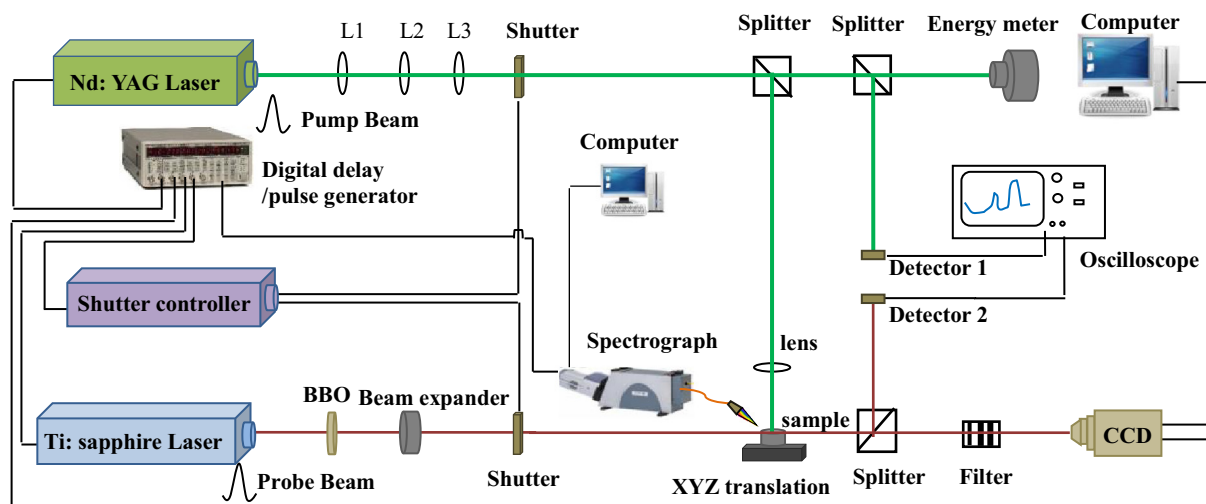 L1
L2
L3
Shutter
Splitter
Splitter
Energy meter
Computer
Nd: YAG Laser
Pump Beam
Computer
Digital delay
/pulse generator
Detector 1
Oscilloscope
Shutter controller
Detector 2
Spectrograph
lens
BBO
Beam expander
sample
Ti: sapphire Laser
CCD
Probe Beam
Shutter
XYZ translation
Splitter
Filter